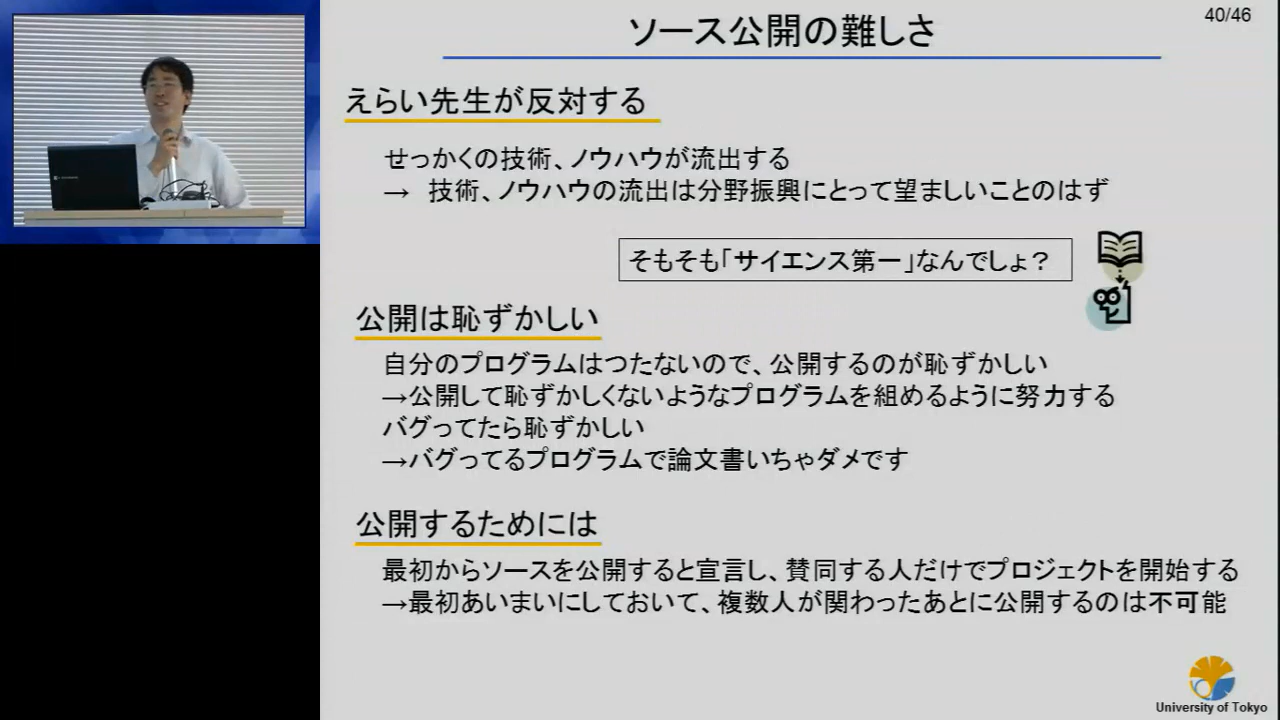 ソース公開の難しさ
40/46
えらい先生が反対する
せっかくの技術、ノウハウが流出する
→ 技術、ノウハウの流出は分野振興にとって望ましいことのはず
そもそも「サイエンス第一」なんでしょ？
公開は恥ずかしい
自分のプログラムはつたないので、公開するのが恥ずかしい
→公開して恥ずかしくないようなプログラムを組めるように努力する
バグってたら恥ずかしい
→バグってるプログラムで論文書いちゃダメです
公開するためには
最初からソースを公開すると宣言し、賛同する人だけでプロジェクトを開始する
→最初あいまいにしておいて、複数人が関わったあとに公開するのは不可能
University of Tokyo